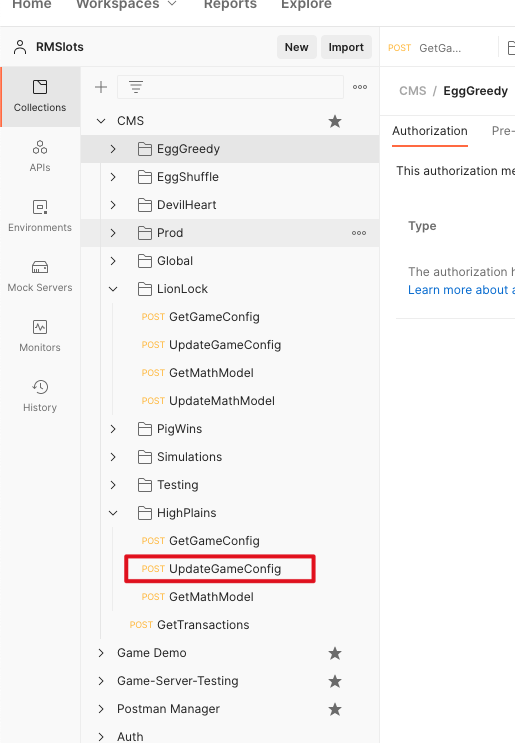 Home Workspaces Reports Explore
RMSlots New Import
POST GetGa...
Collections
APIs
Environments
Mock Servers
Monitors
History
CMS
EggGreedy
EggShuffle
DevilHeart
Prod
Global
LionLock
POST GetGameConfig
POST UpdateGameConfig
POST GetMathModel
POST UpdateMathModel
PigWins
Simulations
Testing
HighPlains
POST GetGameConfig
POST UpdateGameConfig
POST GetMathModel
POST GetTransactions
Game Demo
Game-Server-Testing
Postman Manager
Auth
CMS / EggGreedy
Authorization Pre-
This authorization me
Type
The authorization h
Learn more about a